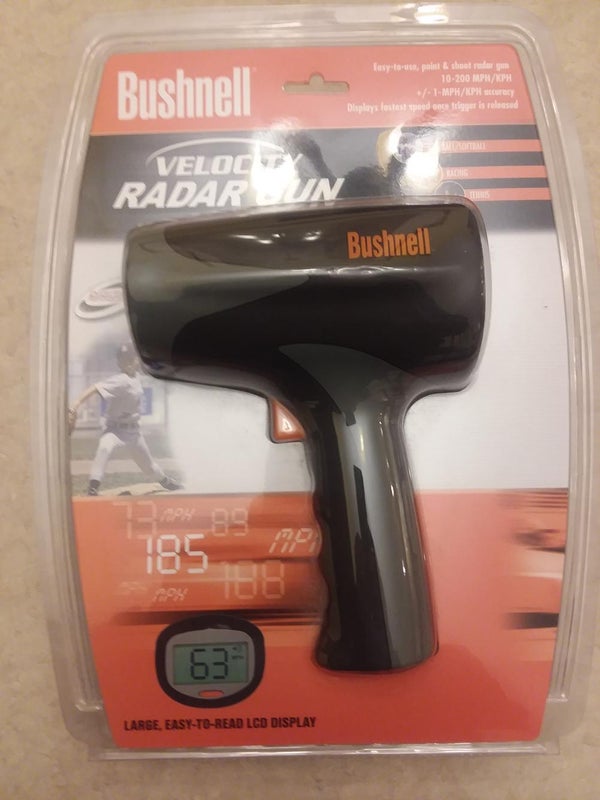 Bushnell
Easy-to-use, point & shoot radar gun
10-200 MPH/KPH
+/- 1-MPH/KPH accuracy
Displays fastest speed once trigger is released
VELOCITY
RADAR GUN
BALL/SOFTBALL
RACING
TENNIS
Bushnell
73 MPH 89
185 MPH
MPH 188
63
MPH
LARGE, EASY-TO-READ LCD DISPLAY